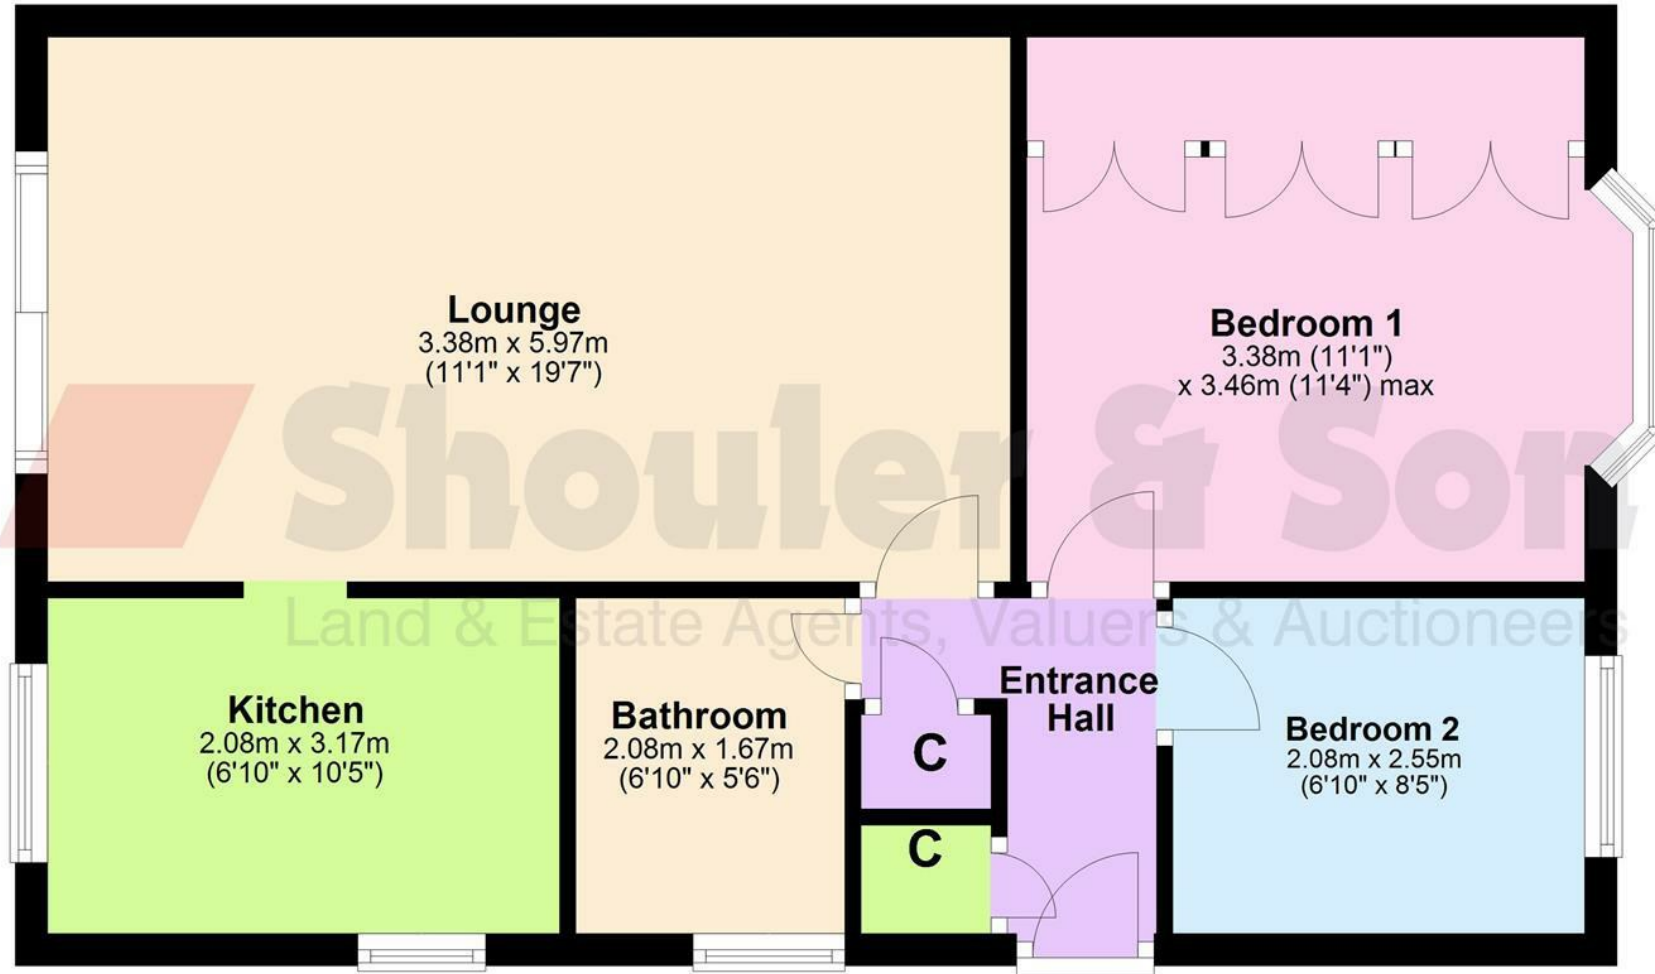 Lounge
3.38m x 5.97m
(11'1" x 19'7")
Bedroom 1
3.38m (11'1")
x 3.46m (11'4") max
Shouler & Son
Land & Estate Agents, Valuers & Auctioneers
Kitchen
2.08m x 3.17m
(6'10" x 10'5")
Bathroom
2.08m x 1.67m
(6'10" x 5'6")
C
C
Entrance
Hall
Bedroom 2
2.08m x 2.55m
(6'10" x 8'5")